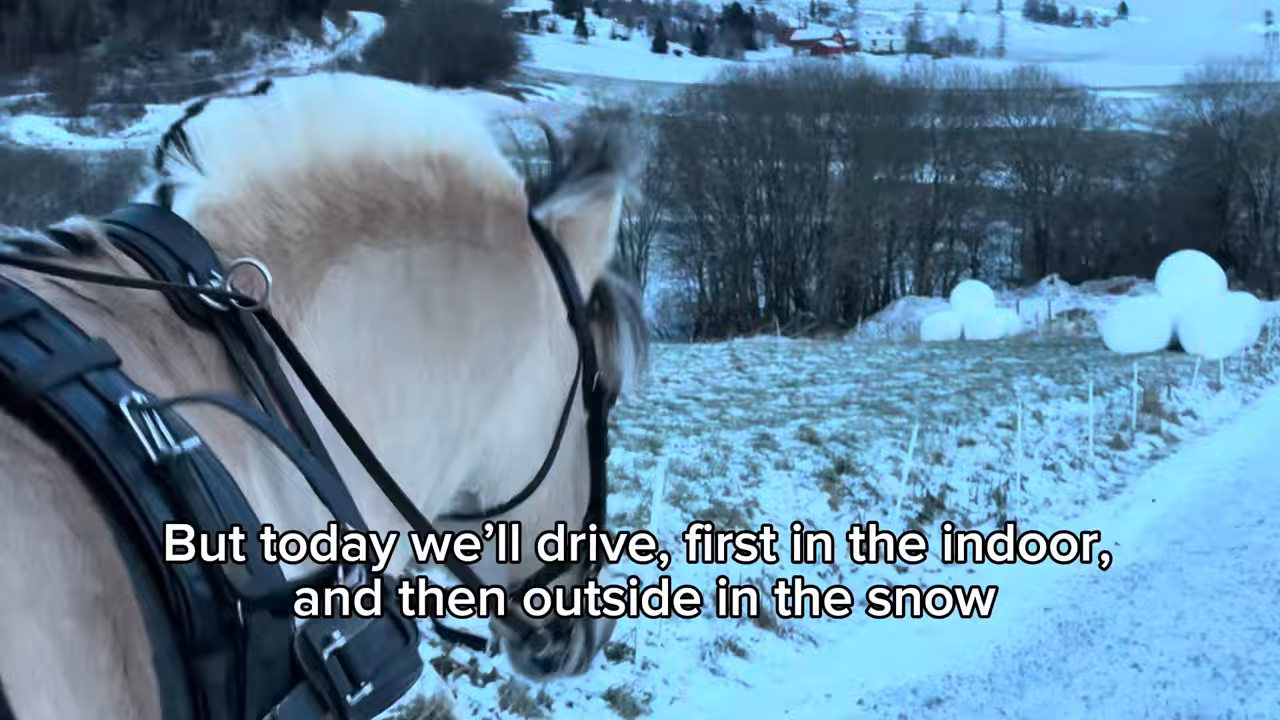 But today we’ll drive, first in the indoor,
and then outside in the snow